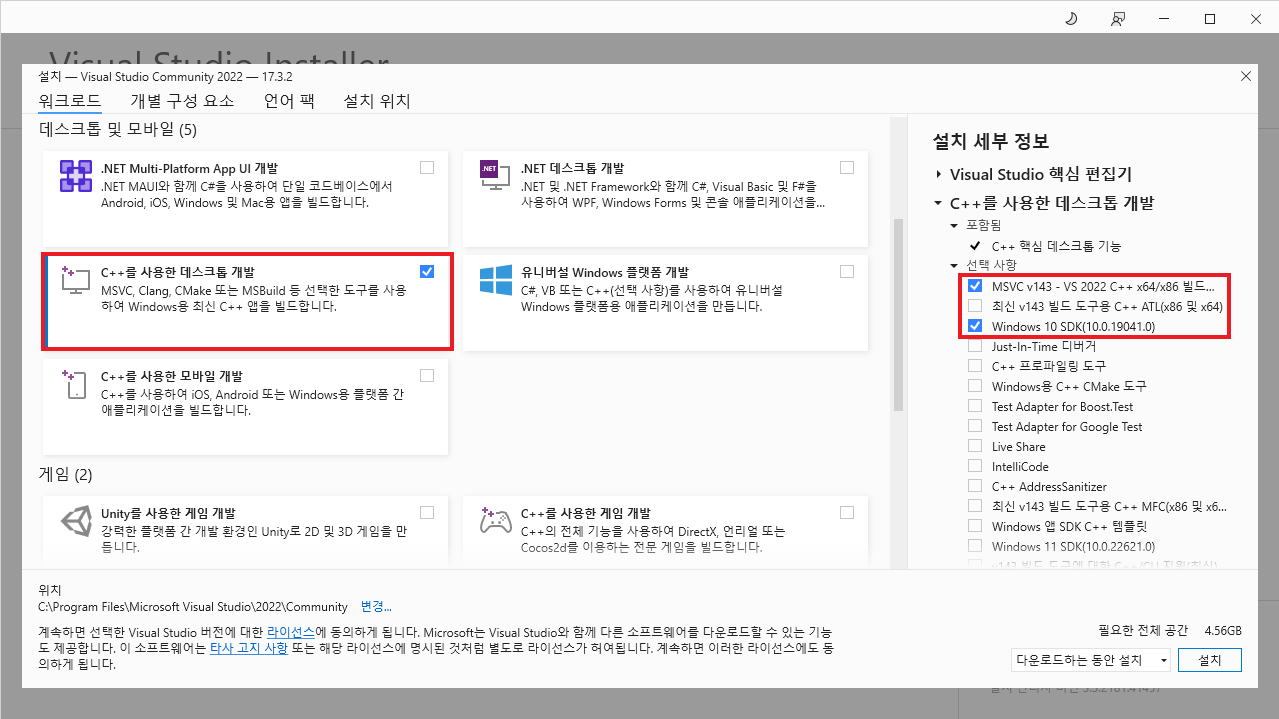 Visual Studio Installer
설치 — Visual Studio Community 2022 — 17.3.2
워크로드 개별 구성 요소 언어 팩 설치 위치
데스크톱 및 모바일 (5)
.NET Multi-Platform App UI 개발
.NET MAUI와 함께 C#을 사용하여 단일 코드베이스에서
Android, iOS, Windows 및 Mac용 앱을 빌드합니다.
.NET
.NET 데스크톱 개발
.NET 및 .NET Framework와 함께 C#, Visual Basic 및 F#을
사용하여 WPF, Windows Forms 및 콘솔 애플리케이션을...
C++를 사용한 데스크톱 개발
MSVC, Clang, CMake 또는 MSBuild 등 선택한 도구를 사용
하여 Windows용 최신 C++ 앱을 빌드합니다.
유니버설 Windows 플랫폼 개발
C#, VB 또는 C++(선택 사항)를 사용하여 유니버설
Windows 플랫폼용 애플리케이션을 만듭니다.
C++를 사용한 모바일 개발
C++를 사용하여 iOS, Android 또는 Windows용 플랫폼 간
애플리케이션을 빌드합니다.
게임 (2)
Unity를 사용한 게임 개발
강력한 플랫폼 간 개발 환경인 Unity로 2D 및 3D 게임을 만
듭니다.
C++를 사용한 게임 개발
C++의 전체 기능을 사용하여 DirectX, 언리얼 또는
Cocos2d를 이용하는 전문 게임을 빌드합니다.
설치 세부 정보
Visual Studio 핵심 편집기
C++를 사용한 데스크톱 개발
포함됨
C++ 핵심 데스크톱 기능
선택 사항
MSVC v143 - VS 2022 C++ x64/x86 빌드...
최신 v143 빌드 도구용 C++ ATL(x86 및 x64)
Windows 10 SDK(10.0.19041.0)
Just-In-Time 디버거
C++ 프로파일링 도구
Windows용 C++ CMake 도구
Test Adapter for Boost.Test
Test Adapter for Google Test
Live Share
IntelliCode
C++ AddressSanitizer
최신 v143 빌드 도구용 C++ MFC(x86 및 x6...
Windows 앱 SDK C++ 템플릿
Windows 11 SDK(10.0.22621.0)
v143 빌드 도구에 대한 C++/CLI 지원(최신)
위치
C:\Program Files\Microsoft Visual Studio\2022\Community 변경...
계속하면 선택한 Visual Studio 버전에 대한 라이선스에 동의하게 됩니다. Microsoft는 Visual Studio와 함께 다른 소프트웨어를 다운로드할 수 있는 기능
도 제공합니다. 이 소프트웨어는 타사 고지 사항 또는 해당 라이선스에 명시된 것처럼 별도로 라이선스가 허여됩니다. 계속하면 이러한 라이선스에도 동
의하게 됩니다.
필요한 전체 공간 4.56GB
다운로드하는 동안 설치 설치